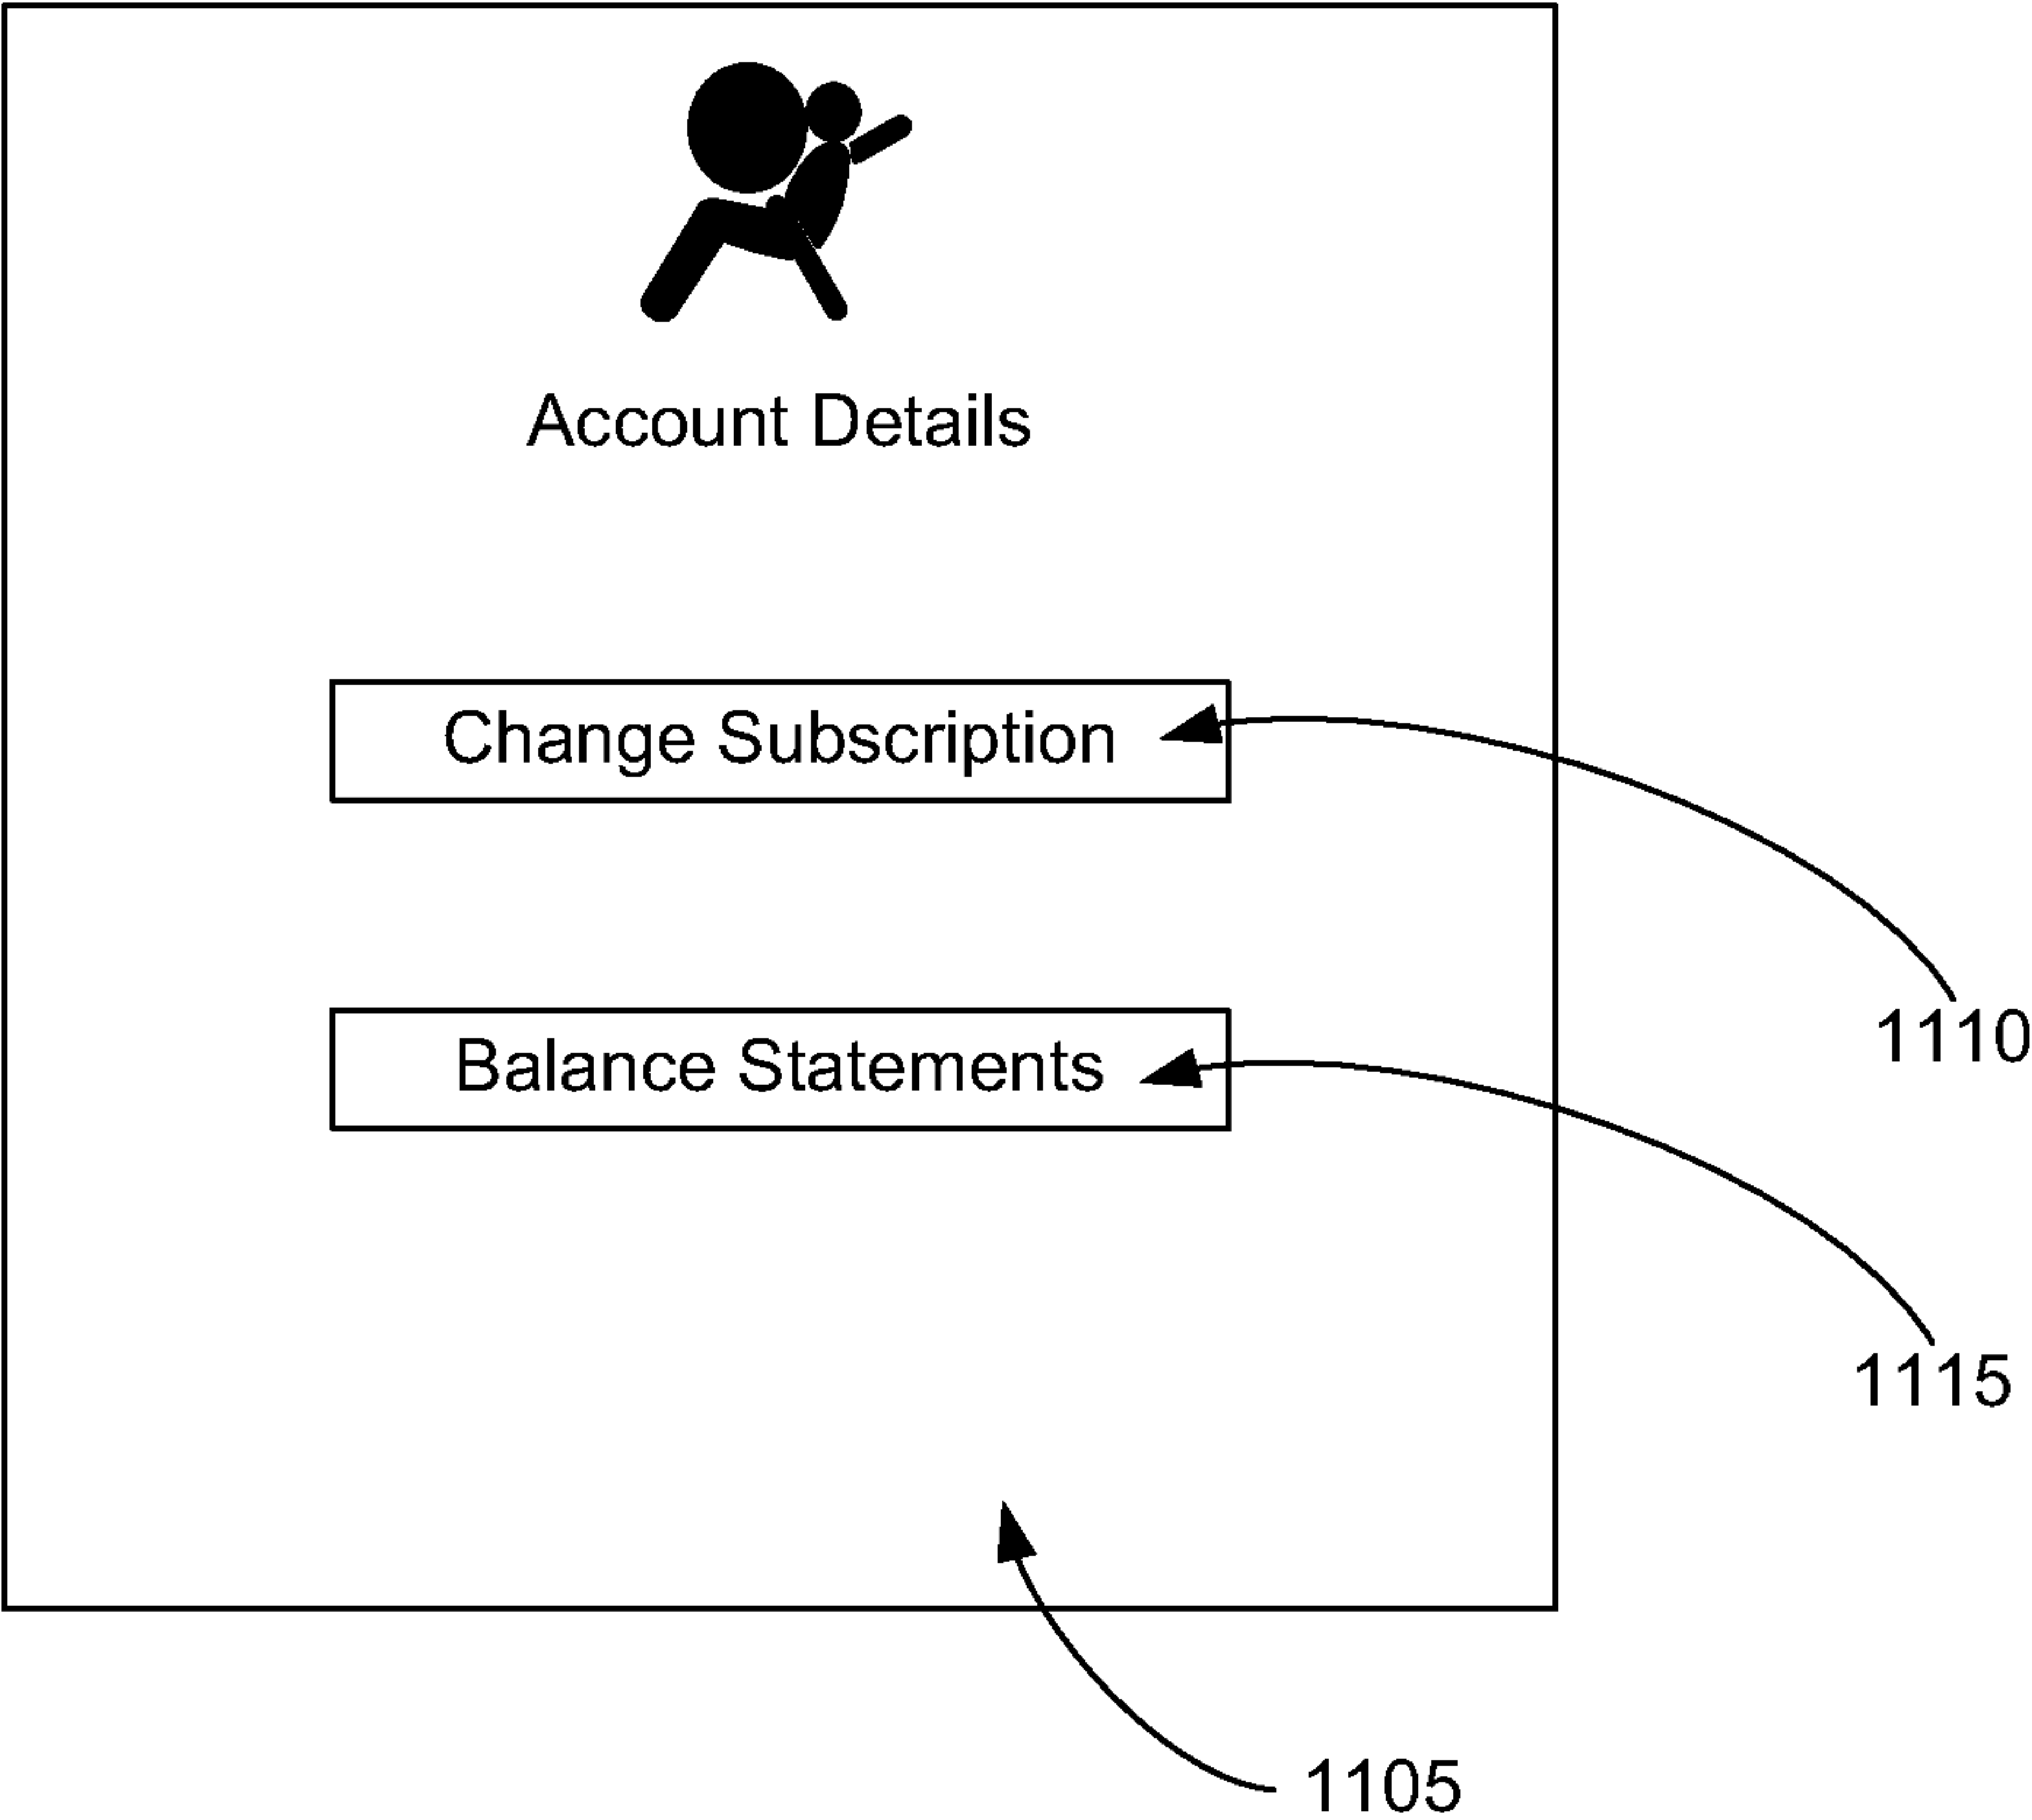 Account Details
Change Subscription
1110
Balance Statements
1115
1105